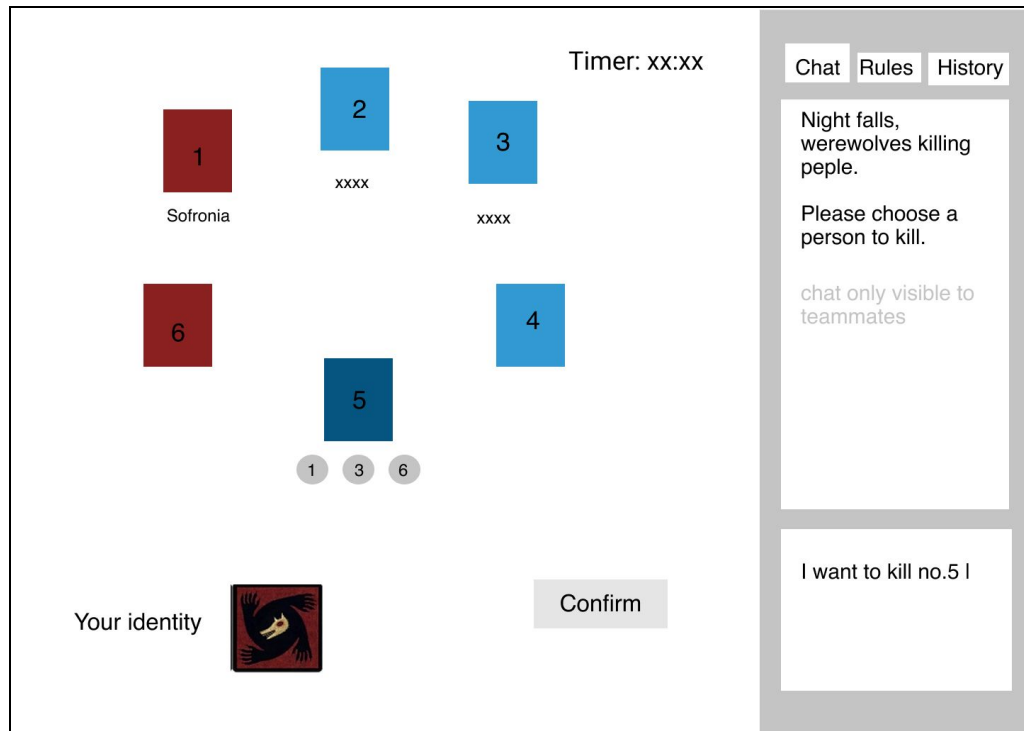 Timer: xx:xx
Chat
Rules
History
1
Sofronia
2
xxxx
3
xxxx
6
4
5
1 3 6
Your identity
Confirm
Night falls,
werewolves killing
peple.
Please choose a
person to kill.
chat only visible to
teammates
I want to kill no.5 l